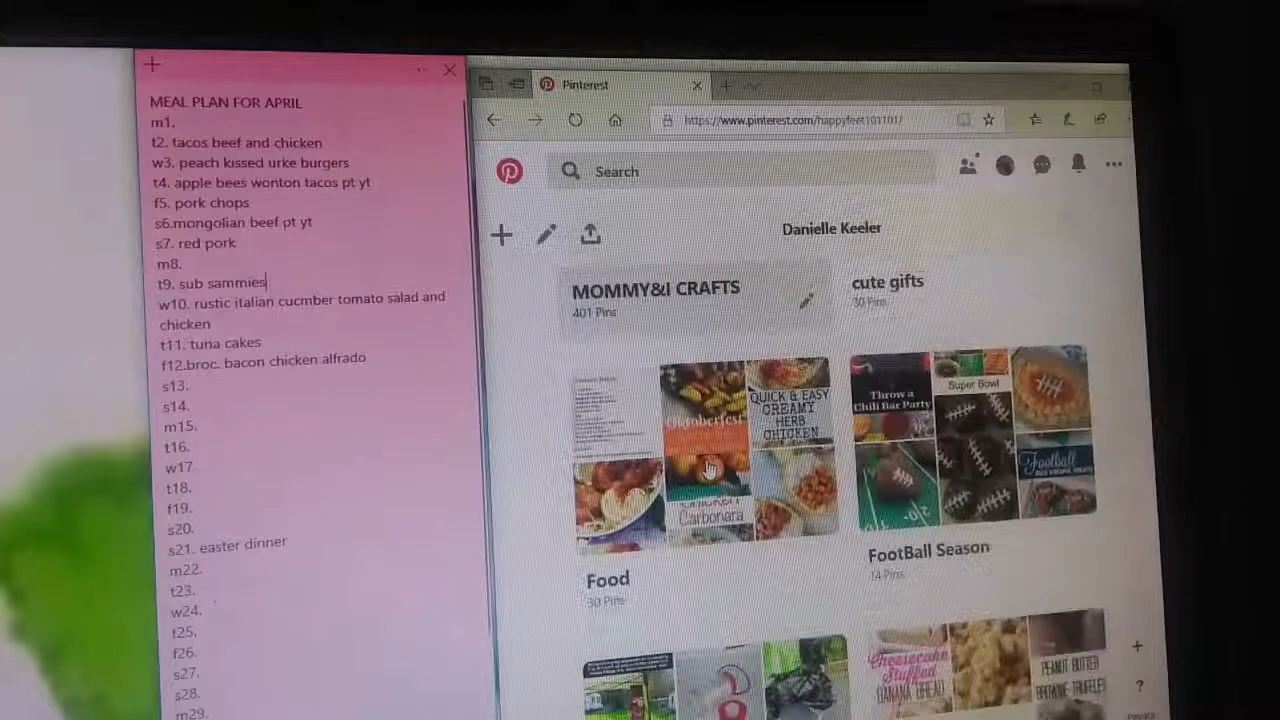 MEAL PLAN FOR APRIL
m1.
t2. tacos beef and chicken
w3. peach kissed urke burgers
t4. apple bees wonton tacos pt yt
f5. pork chops
s6.mongolian beef pt yt
s7. red pork
m8.
t9. sub sammies
w10. rustic italian cucmber tomato salad and
chicken
t11. tuna cakes
f12.broc. bacon chicken alfrado
s13.
s14.
m15.
t16.
w17.
t18.
f19.
s20.
s21. easter dinner
m22.
t23.
w24.
t25.
f26.
s27.
s28.
m29.
Pinterest
https://www.pinterest.com/happyfeet101101/
Search
Danielle Keeler
MOMMY&I CRAFTS
401 Pins
cute gifts
30 Pins
Oktoberfest
QUICK & EASY
CREAMY
HERB
CHICKEN
Carbonara
Throw a
Chili Bar Party
Super Bowl
Football
Food
30 Pins
FootBall Season
14 Pins
Cheesecake
Stuffed
BANANA BREAD
PEANUT BUTTER
BROWNIE TRUFFLES
?